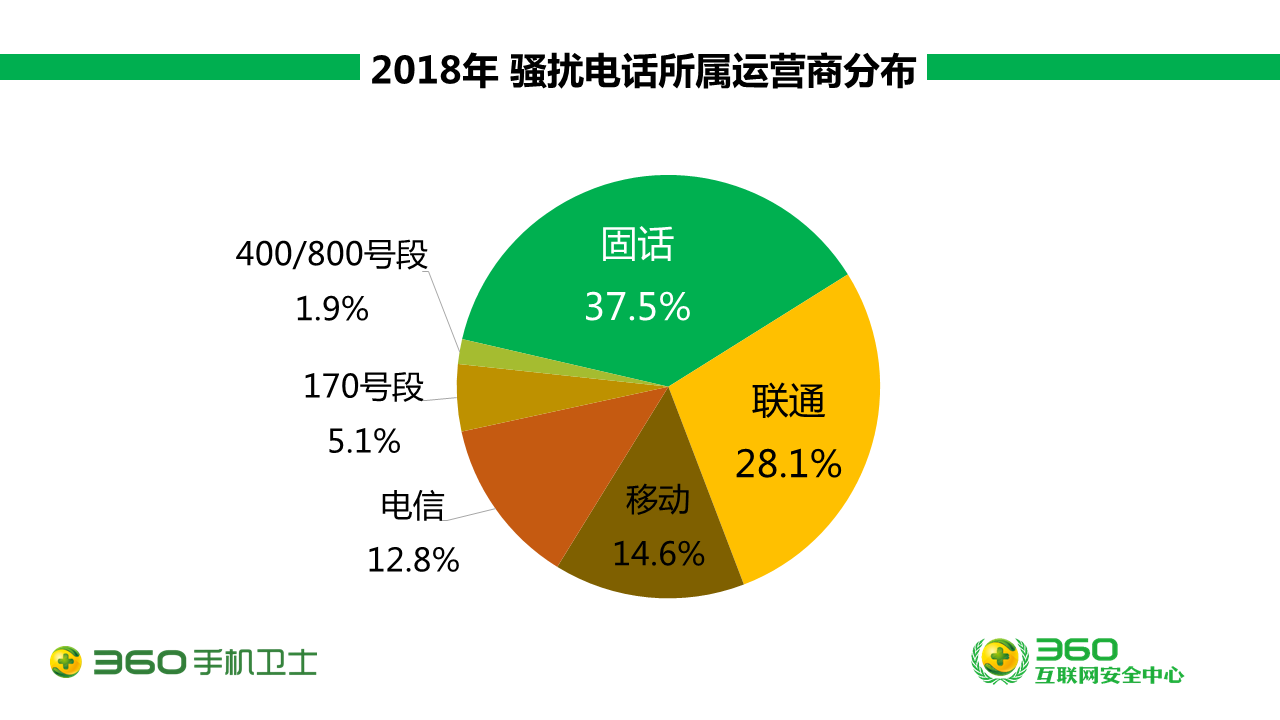 2018年 骚扰电话所属运营商分布
固话
37.5%
联通
28.1%
移动
14.6%
电信
12.8%
170号段
5.1%
400/800号段
1.9%
360手机卫士
360
互联网安全中心